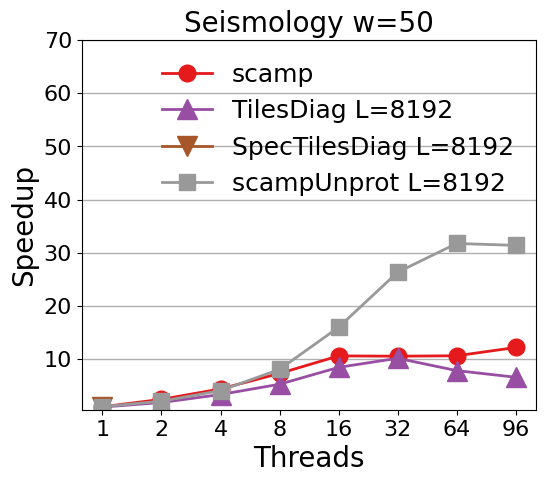 Seismology w=50
70
60
50
40
30
20
10
Speedup
scamp
TilesDiag L=8192
SpecTilesDiag L=8192
scampUnprot L=8192
1 2 4 8 16 32 64 96
Threads